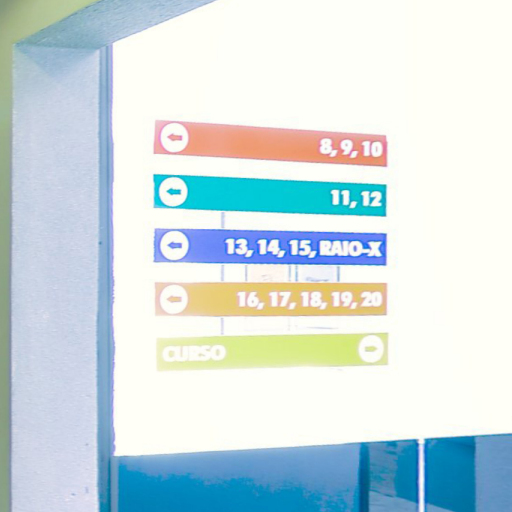 8, 9, 10
11, 12
13, 14, 15, RAIO-X
16, 17, 18, 19, 20
CURSO